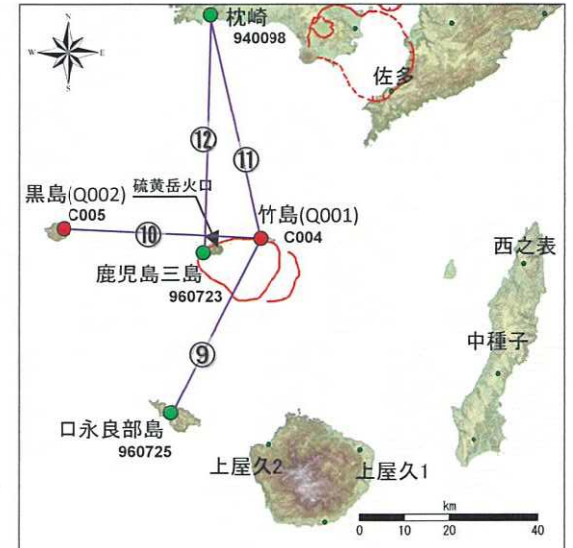 枕崎
940098
N
W
E
S
佐多
⑫
⑪
黒島(Q002)
C005
硫黄岳火口
竹島(Q001)
C004
⑩
鹿児島三島
960723
西之表
中種子
⑨
口永良部島
960725
上屋久2
上屋久1
km
0 10 20 40